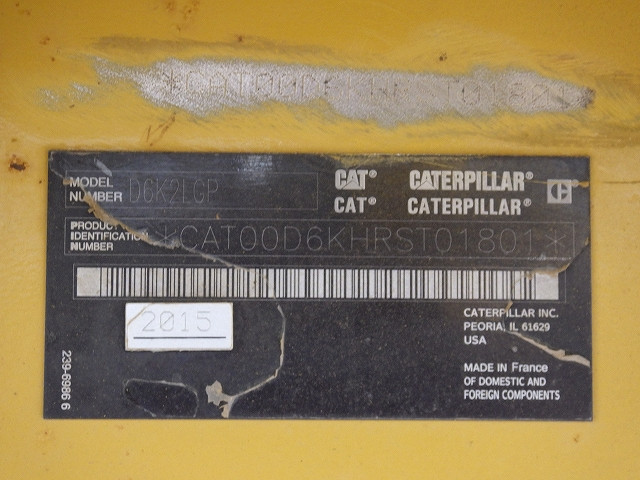 MODEL
NUMBER D6K2LGP
CAT® CATERPILLAR®
CAT® CATERPILLAR®
PRODUCT
IDENTIFICATION
NUMBER
*CAT00D6KHRST01801*
2015
CATERPILLAR INC.
PEORIA, IL 61629
USA
MADE IN France
OF DOMESTIC AND
FOREIGN COMPONENTS
239-6986 6